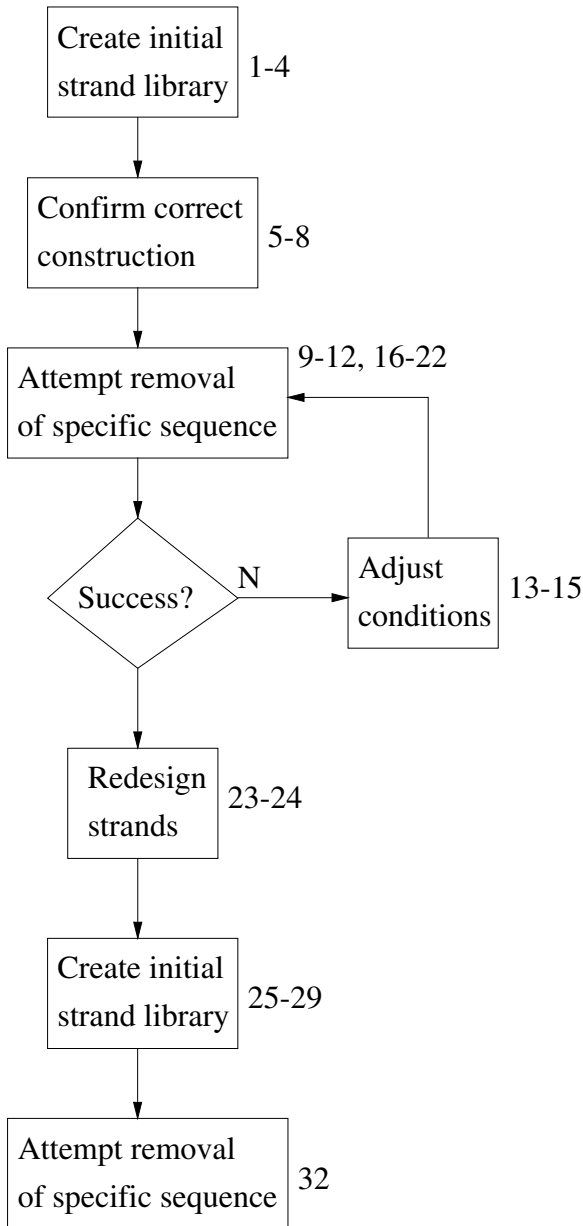 Create initial
strand library
1-4
Confirm correct
construction
5-8
9-12, 16-22
Attempt removal
of specific sequence
Success?
N
Adjust
conditions
13-15
Redesign
strands
23-24
Create initial
strand library
25-29
Attempt removal
of specific sequence
32